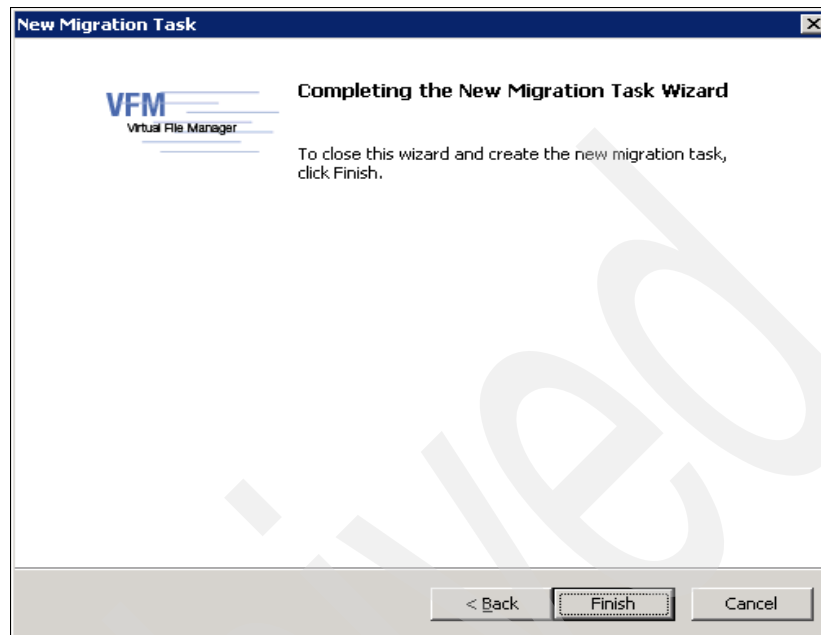 New Migration Task
VFM
Virtual File Manager
Completing the New Migration Task Wizard
To close this wizard and create the new migration task,
click Finish.
< Back
Finish
Cancel